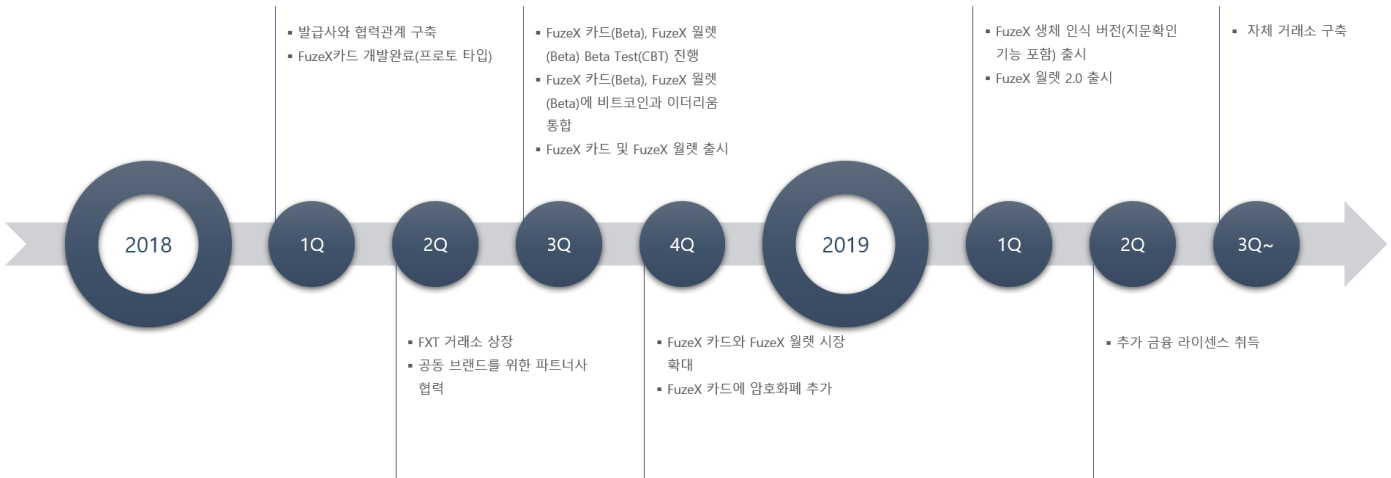 ▪ 발급사와 협력관계 구축
▪ FuzeX카드 개발완료(프로토 타입)
▪ FuzeX 카드(Beta), FuzeX 월렛
(Beta) Beta Test(CBT) 진행
▪ FuzeX 카드(Beta), FuzeX 월렛
(Beta)에 비트코인과 이더리움
통합
▪ FuzeX 카드 및 FuzeX 월렛 출시
▪ FuzeX 생체 인식 버전(지문확인
기능 포함) 출시
▪ FuzeX 월렛 2.0 출시
▪ 자체 거래소 구축
2018
1Q
2Q
3Q
4Q
2019
1Q
2Q
3Q~
▪ FXT 거래소 상장
▪ 공동 브랜드를 위한 파트너사
협력
▪ FuzeX 카드와 FuzeX 월렛 시장
확대
▪ FuzeX 카드에 암호화폐 추가
▪ 추가 금융 라이센스 취득